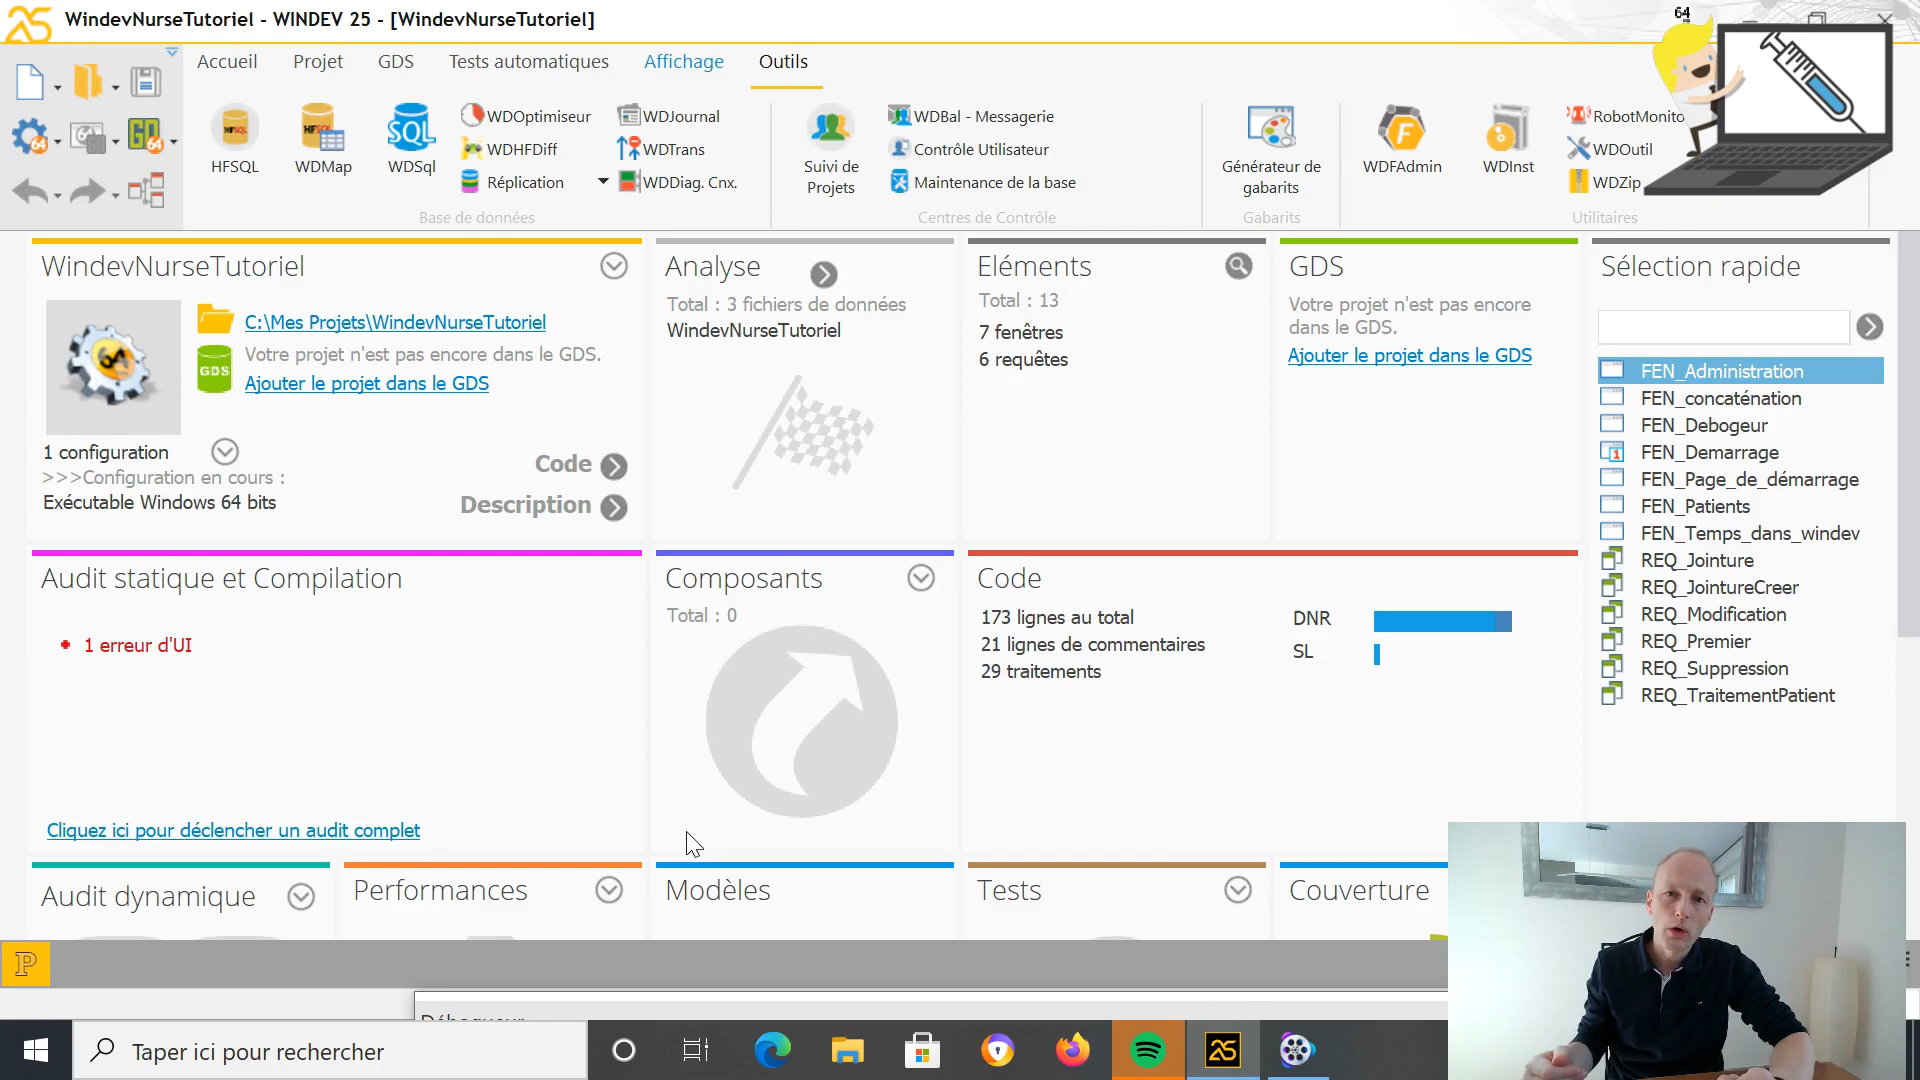 WindevNurseTutoriel - WINDEV 25 - [WindevNurseTutoriel]
64
Accueil
Projet
GDS
Tests automatiques
Affichage
Outils
HFSQL
WDMap
WDSql
WDOptimiseur
WDHFDiff
Réplication
WDJournal
WDTrans
WDDiag. Cnx.
Base de données
Suivi de
Projets
WDBal - Messagerie
Contrôle Utilisateur
Maintenance de la base
Centres de Contrôle
Générateur de
gabarits
Gabarits
WDFAdmin
WDInst
RobotMonito
WDOutil
WDZip
Utilitaires
WindevNurseTutoriel
C:\Mes Projets\WindevNurseTutoriel
Votre projet n'est pas encore dans le GDS.
GDS
Ajouter le projet dans le GDS
1 configuration
>>>Configuration en cours :
Exécutable Windows 64 bits
Code
Description
Analyse
Total : 3 fichiers de données
WindevNurseTutoriel
Eléments
Total : 13
7 fenêtres
6 requêtes
GDS
Votre projet n'est pas encore
dans le GDS.
Ajouter le projet dans le GDS
Sélection rapide
FEN_Administration
FEN_concaténation
FEN_Debogeur
FEN_Demarrage
FEN_Page_de_démarrage
FEN_Patients
FEN_Temps_dans_windev
REQ_Jointure
REQ_JointureCreer
REQ_Modification
REQ_Premier
REQ_Suppression
REQ_TraitementPatient
Audit statique et Compilation
1 erreur d'UI
Cliquez ici pour déclencher un audit complet
Composants
Total : 0
Code
173 lignes au total
21 lignes de commentaires
29 traitements
DNR
SL
Audit dynamique
Performances
Modèles
Tests
Couverture
P
Taper ici pour rechercher
25